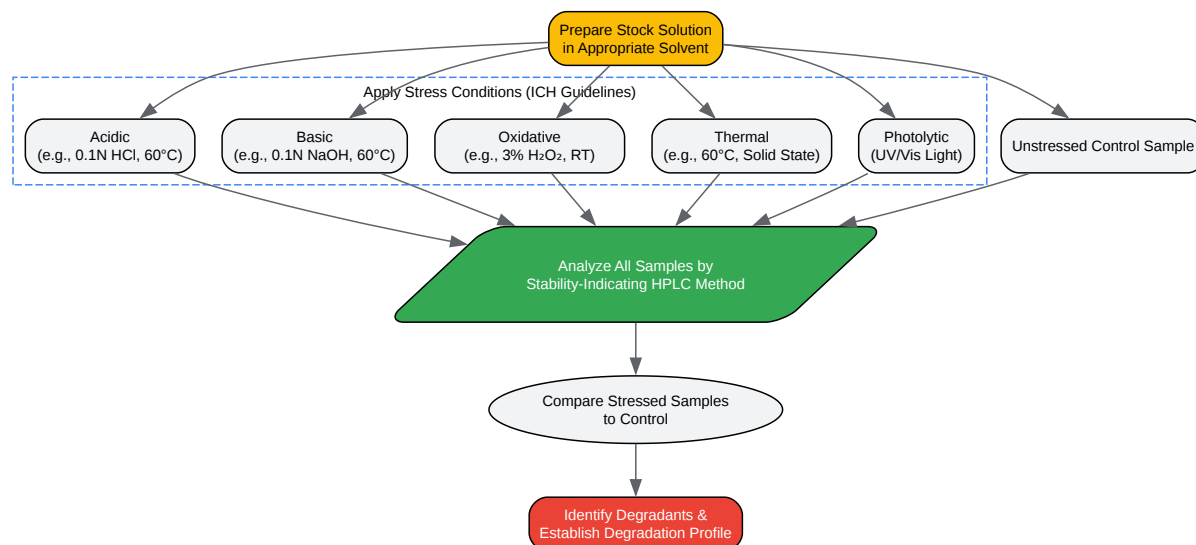 Prepare Stock Solution
in Appropriate Solvent
Apply Stress Conditions (ICH Guidelines)
Acidic
(e.g., 0.1N HCl, 60°C)
Basic
(e.g., 0.1N NaOH, 60°C)
Oxidative
(e.g., 3% H₂O₂, RT)
Thermal
(e.g., 60°C, Solid State)
Photolytic
(UV/Vis Light)
Unstressed Control Sample
Analyze All Samples by
Stability-Indicating HPLC Method
Compare Stressed Samples
to Control
Identify Degradants &
Establish Degradation Profile